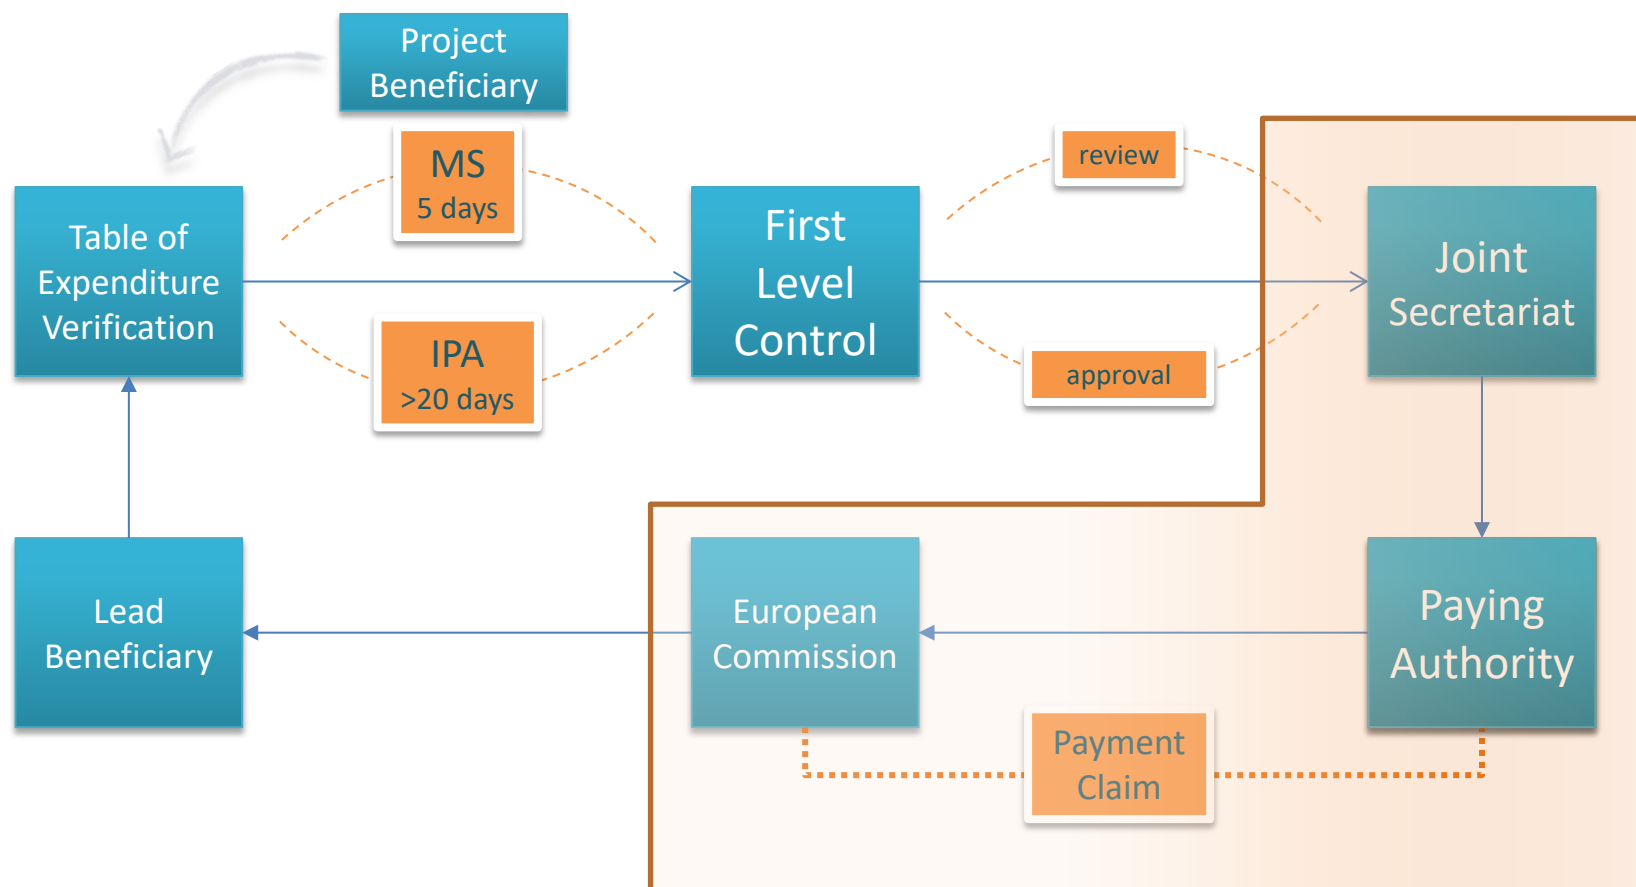 Project
Beneficiary
MS
5 days
review
Table of
Expenditure
Verification
First
Level
Control
Joint
Secretariat
IPA
>20 days
approval
Lead
Beneficiary
European
Commission
Paying
Authority
Payment
Claim